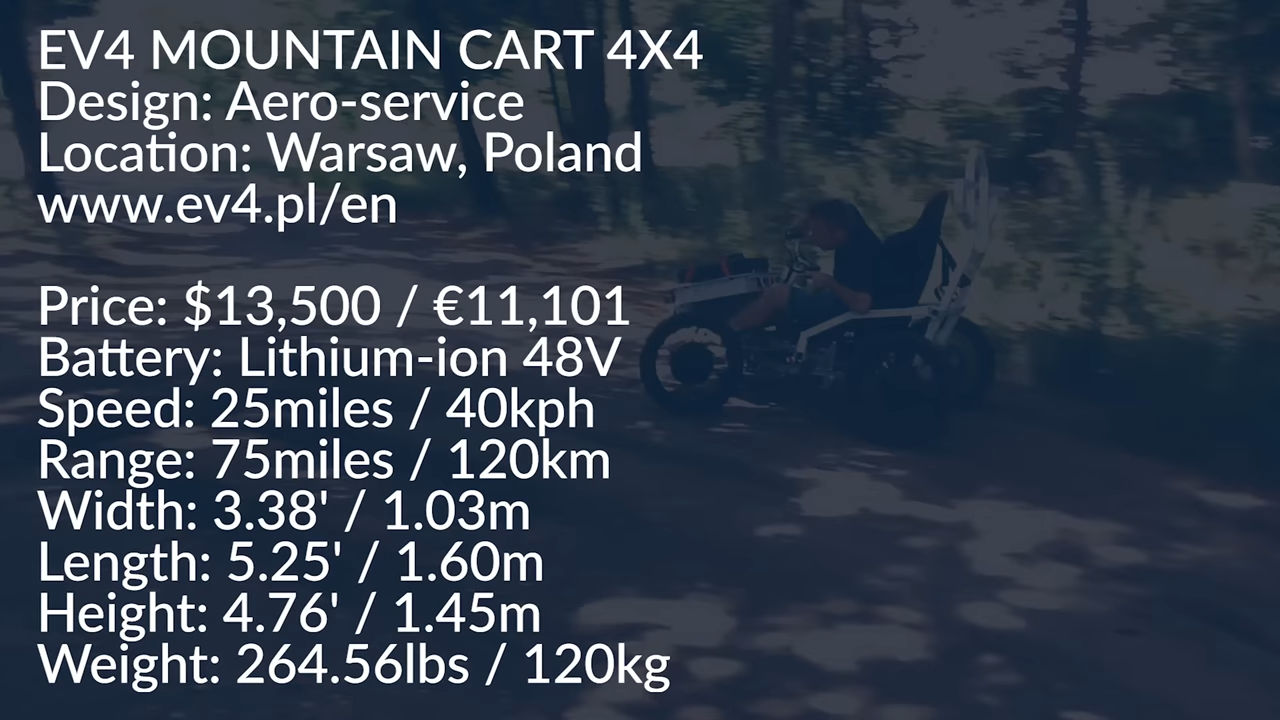 EV4 MOUNTAIN CART 4X4
Design: Aero-service
Location: Warsaw, Poland
www.ev4.pl/en
Price: $13,500 / €11,101
Battery: Lithium-ion 48V
Speed: 25miles / 40kph
Range: 75miles / 120km
Width: 3.38' / 1.03m
Length: 5.25' / 1.60m
Height: 4.76' / 1.45m
Weight: 264.56lbs / 120kg